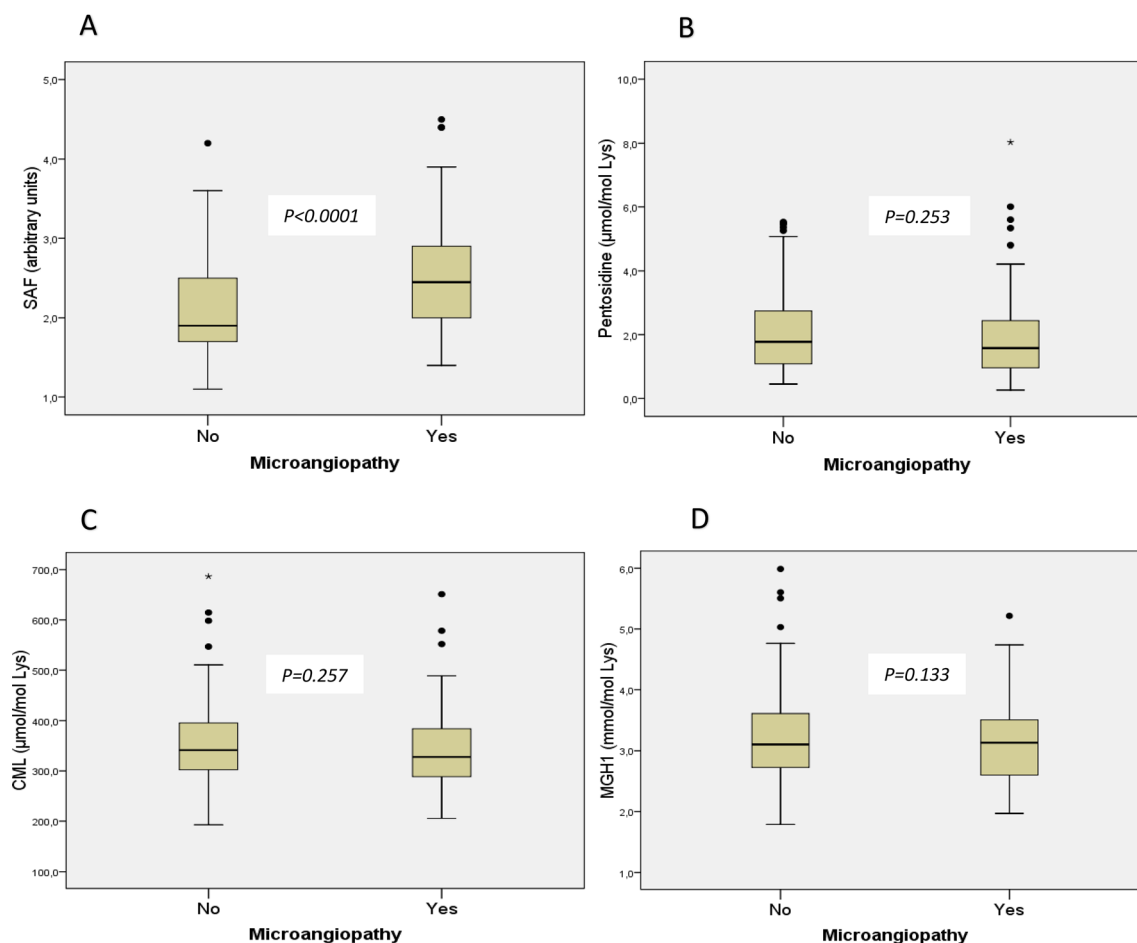 A
SAF (arbitrary units)
5,0
4,0
3,0
2,0
1,0
P<0.0001
No
Yes
Microangiopathy
B
Pentosidine (µmol/mol Lys)
10,0
8,0
6,0
4,0
2,0
0,0
*
P=0.253
No
Yes
Microangiopathy
C
CML (µmol/mol Lys)
700,0
600,0
500,0
400,0
300,0
200,0
100,0
*
P=0.257
No
Yes
Microangiopathy
D
MGH1 (mmol/mol Lys)
6,0
5,0
4,0
3,0
2,0
1,0
P=0.133
No
Yes
Microangiopathy